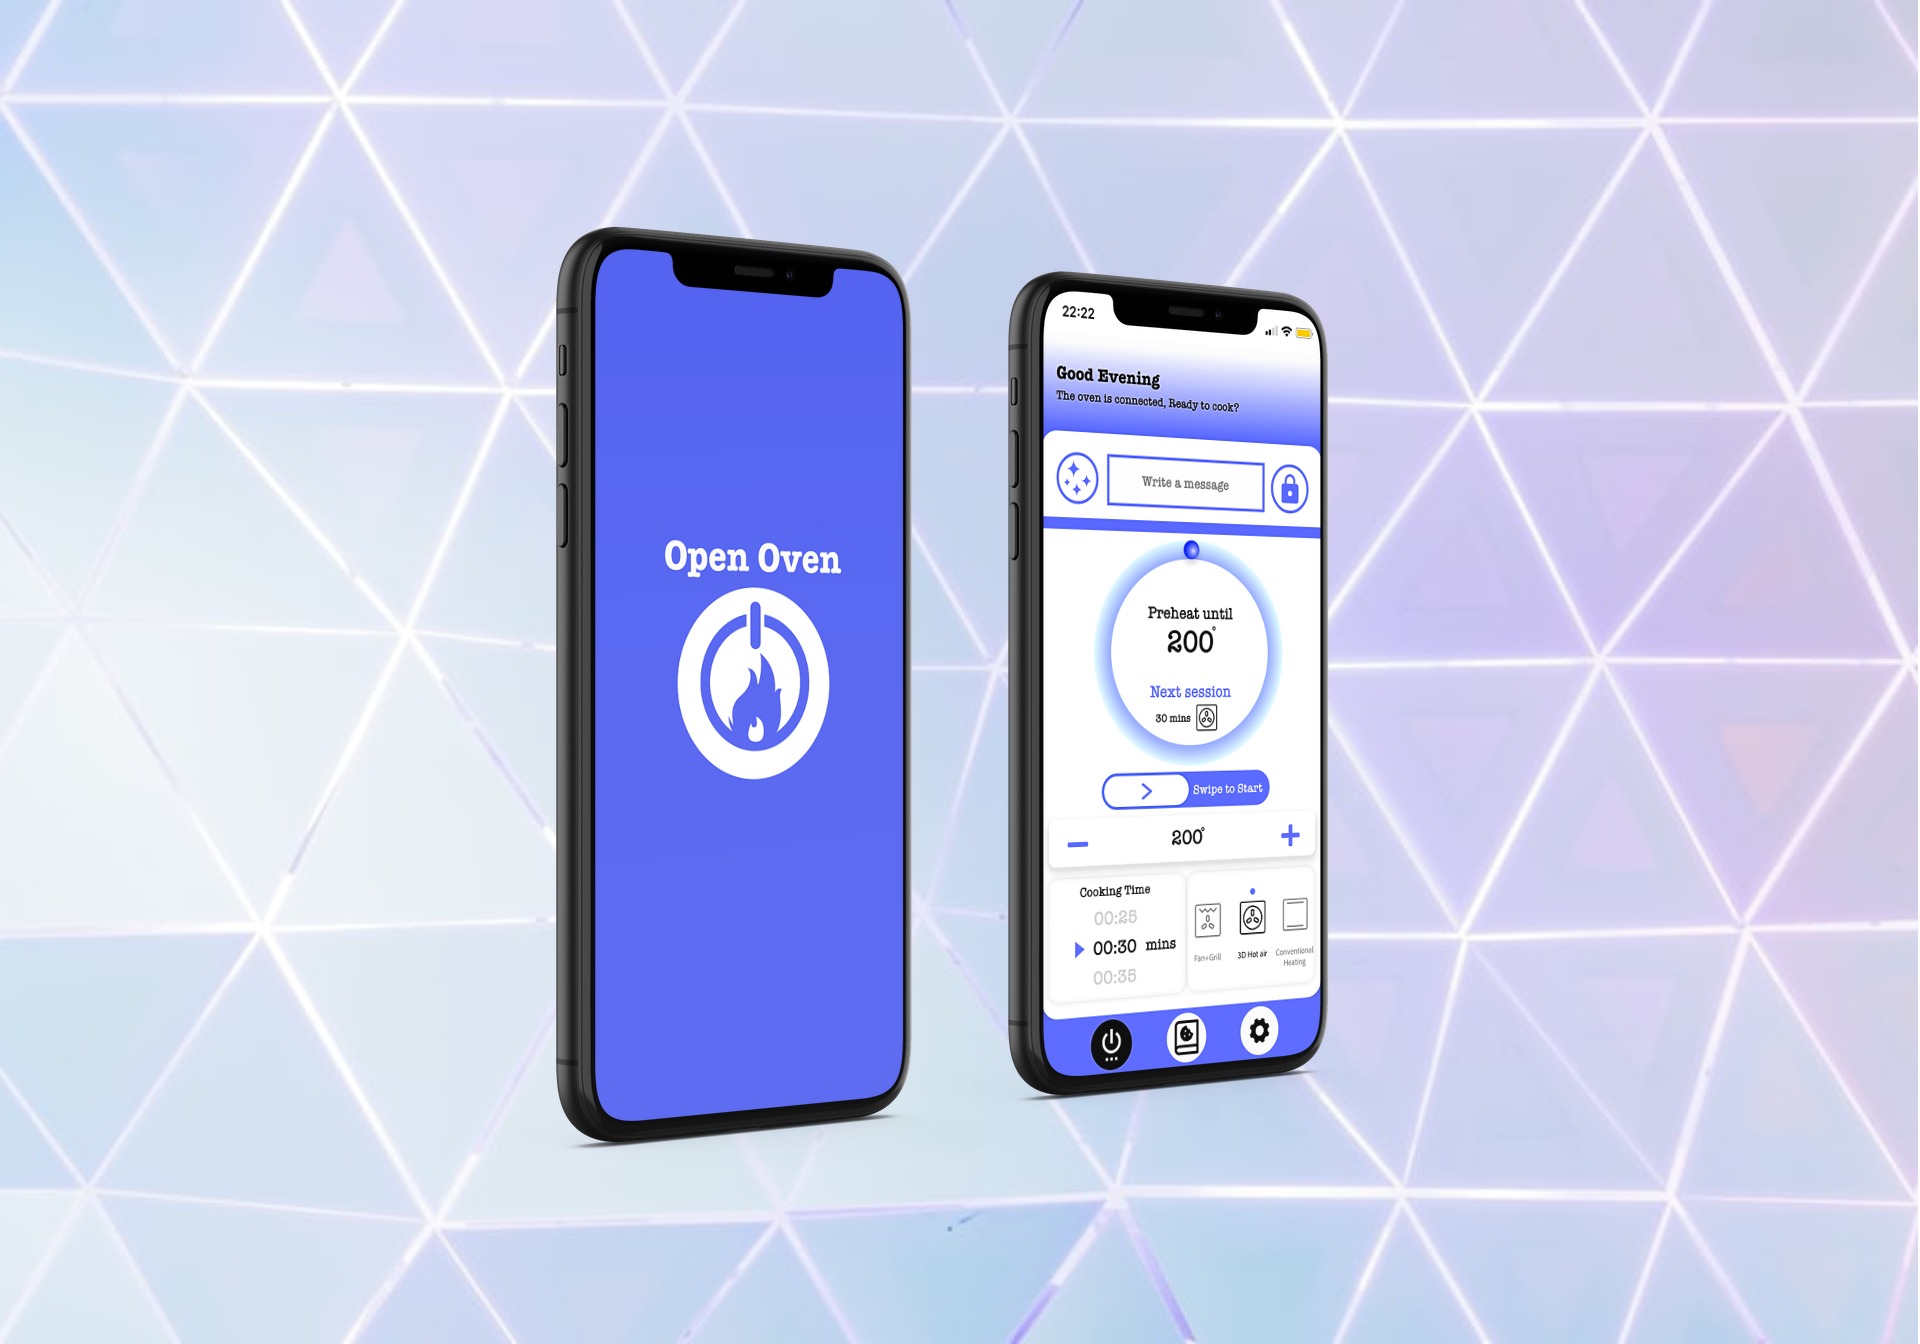 Open Oven
22:22
Good Evening
The oven is connected, Ready to cook?
Write a message
Preheat until
200°
Next session
30 mins
Swipe to Start
200°
Cooking Time
00:25
00:30 mins
00:35
Fan+Grill
3D Hot air
Conventional
Heating